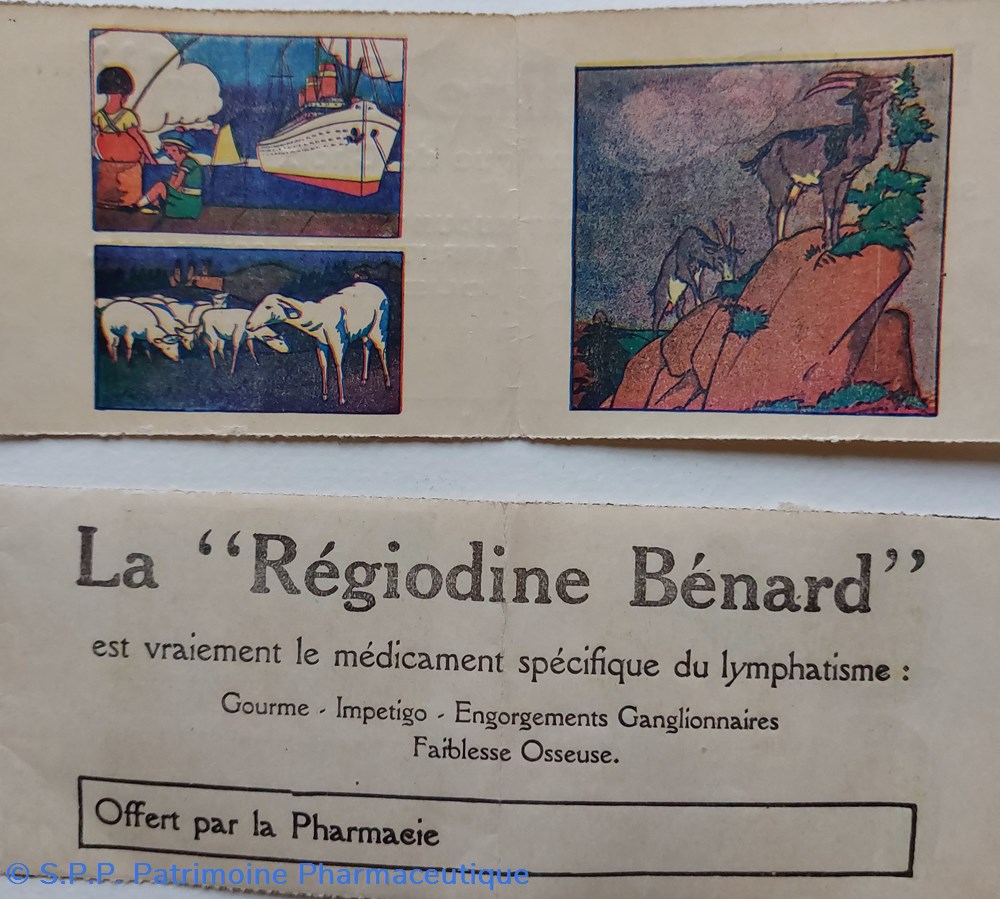 La “Régiodine Bénard”
est vraiement le médicament spécifique du lymphatisme :
Gourme - Impetigo - Engorgements Ganglionnaires
Faiblesse Osseuse.
Offert par la Pharmacie
© S.P.P. Patrimoine Pharmaceutique